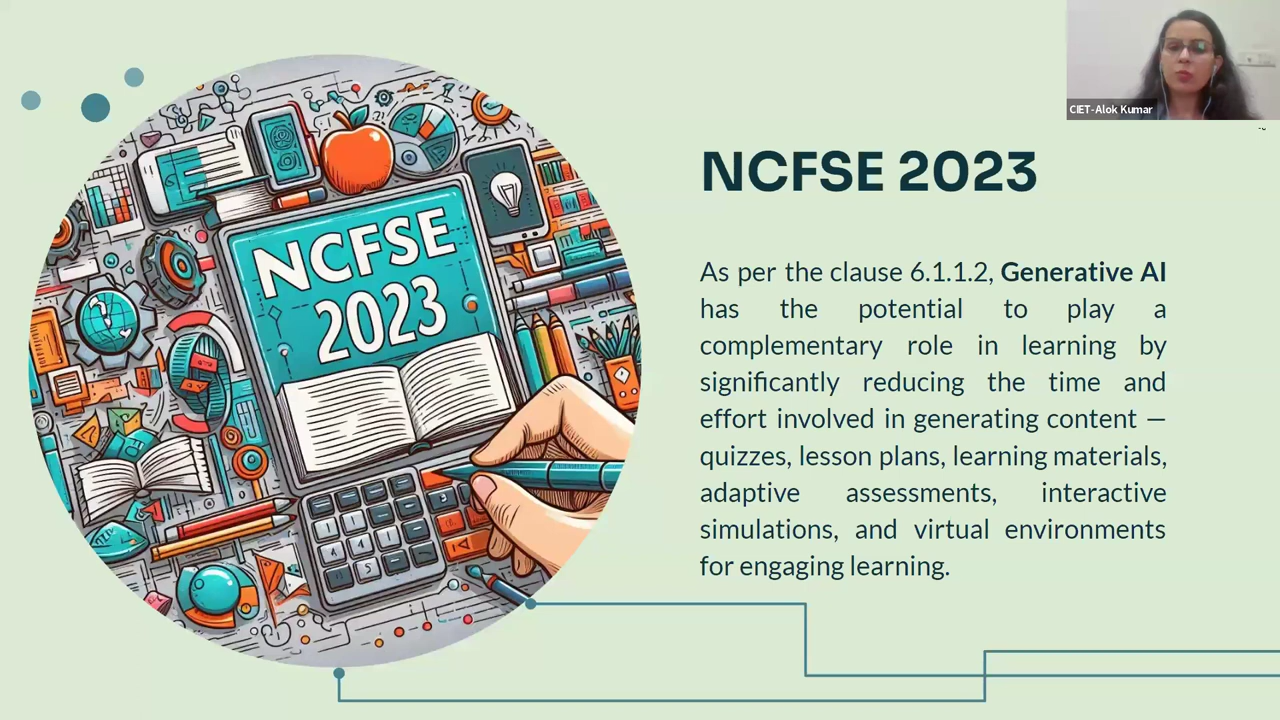 CIET-Alok Kumar
NCFSE 2023
NCFSE
2023
As per the clause 6.1.1.2, Generative AI
has the potential to play a
complementary role in learning by
significantly reducing the time and
effort involved in generating content —
quizzes, lesson plans, learning materials,
adaptive assessments, interactive
simulations, and virtual environments
for engaging learning.